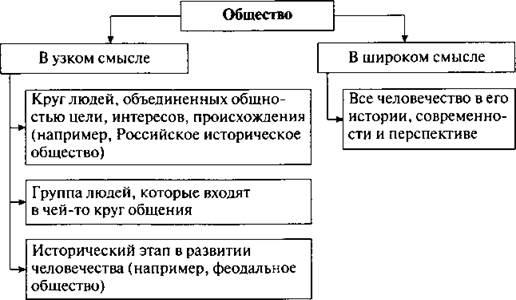 Общество
В узком смысле
В широком смысле
Круг людей, объединенных общно-
стью цели, интересов, происхождения
(например, Российское историческое
общество)
Все человечество в его
истории, современно-
сти и перспективе
Группа людей, которые входят
в чей-то круг общения
Исторический этап в развитии
человечества (например, феодальное
общество)